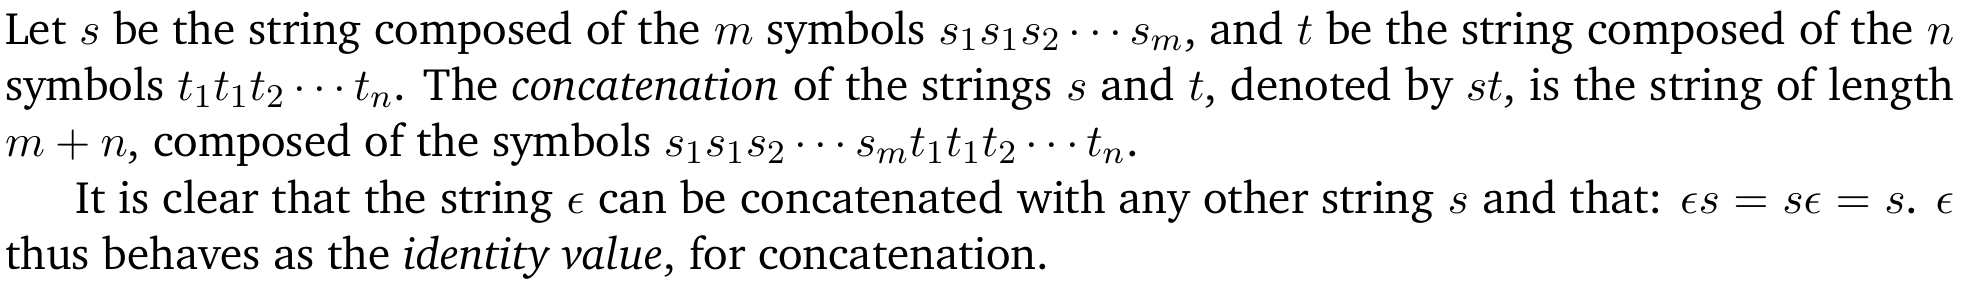 Let s be the string composed of the m symbols s₁s₁s₂ ⋯ sₘ, and t be the string composed of the n
symbols t₁t₁t₂ ⋯ tₙ. The concatenation of the strings s and t, denoted by st, is the string of length
m + n, composed of the symbols s₁s₁s₂ ⋯ sₘt₁t₁t₂ ⋯ tₙ.
It is clear that the string ϵ can be concatenated with any other string s and that: ϵs = sϵ = s. ϵ
thus behaves as the identity value, for concatenation.